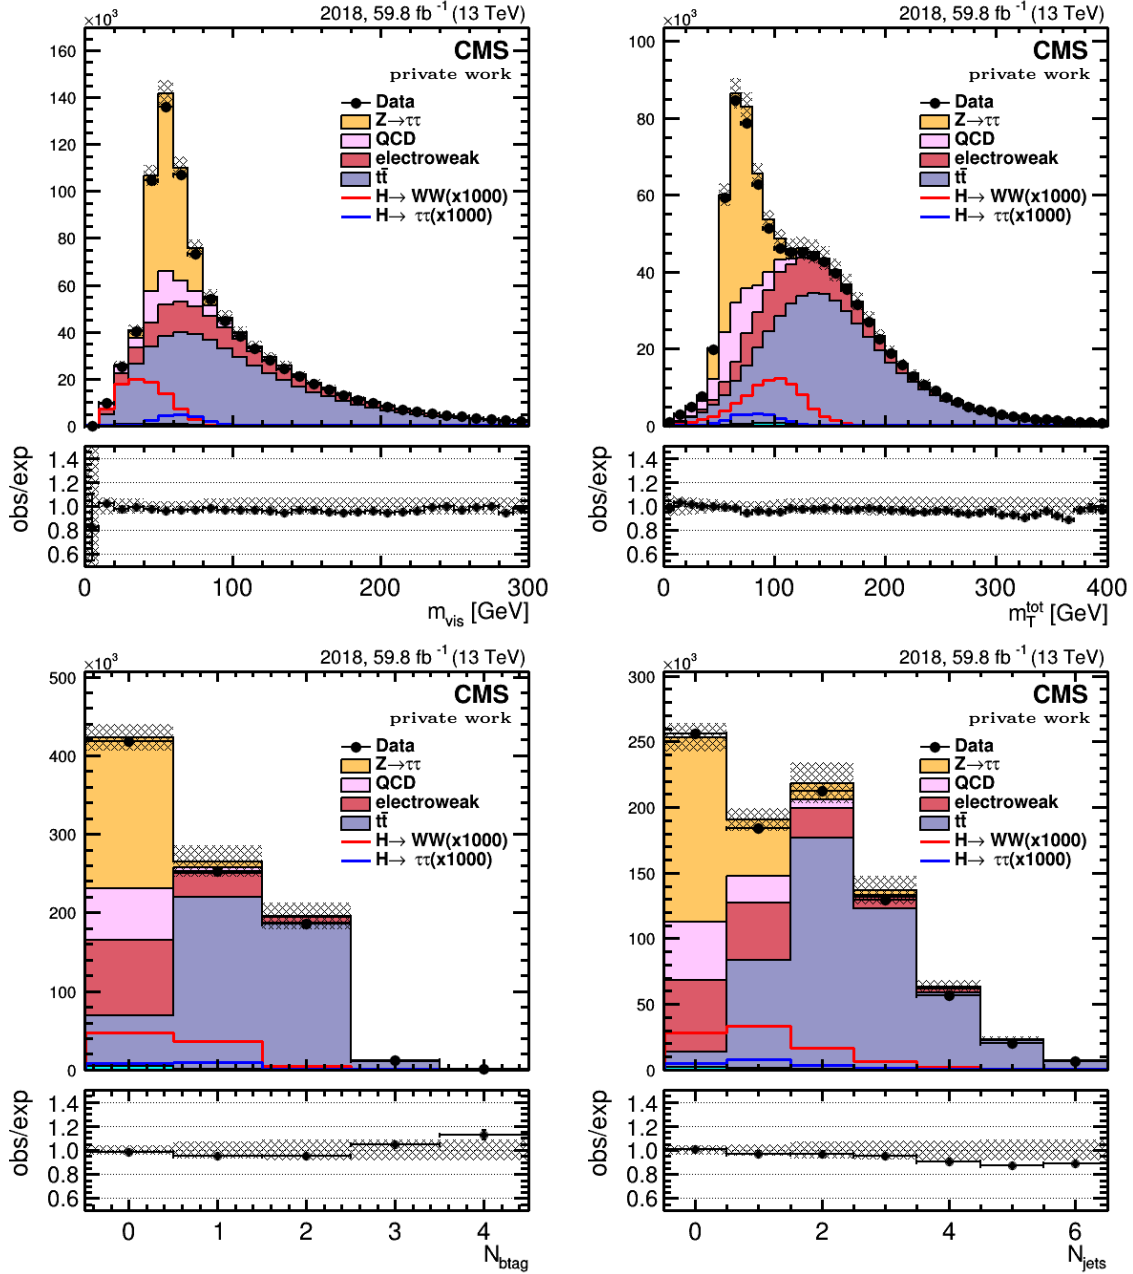 ×10³
2018, 59.8 fb⁻¹ (13 TeV)
CMS
private work
Data
Z→ττ
QCD
electroweak
tt̄
H→ WW(x1000)
H→ ττ(x1000)
160
140
120
100
80
60
40
20
0
obs/exp
1.4
1.2
1.0
0.8
0.6
0 100 200 300
m_vis [GeV]
×10³
2018, 59.8 fb⁻¹ (13 TeV)
CMS
private work
Data
Z→ττ
QCD
electroweak
tt̄
H→ WW(x1000)
H→ ττ(x1000)
100
80
60
40
20
0
obs/exp
1.4
1.2
1.0
0.8
0.6
0 100 200 300 400
m_T^tot [GeV]
×10³
2018, 59.8 fb⁻¹ (13 TeV)
CMS
private work
Data
Z→ττ
QCD
electroweak
tt̄
H→ WW(x1000)
H→ ττ(x1000)
500
400
300
200
100
0
obs/exp
1.4
1.2
1.0
0.8
0.6
0 1 2 3 4
N_btag
×10³
2018, 59.8 fb⁻¹ (13 TeV)
CMS
private work
Data
Z→ττ
QCD
electroweak
tt̄
H→ WW(x1000)
H→ ττ(x1000)
300
250
200
150
100
50
0
obs/exp
1.4
1.2
1.0
0.8
0.6
0 2 4 6
N_jets